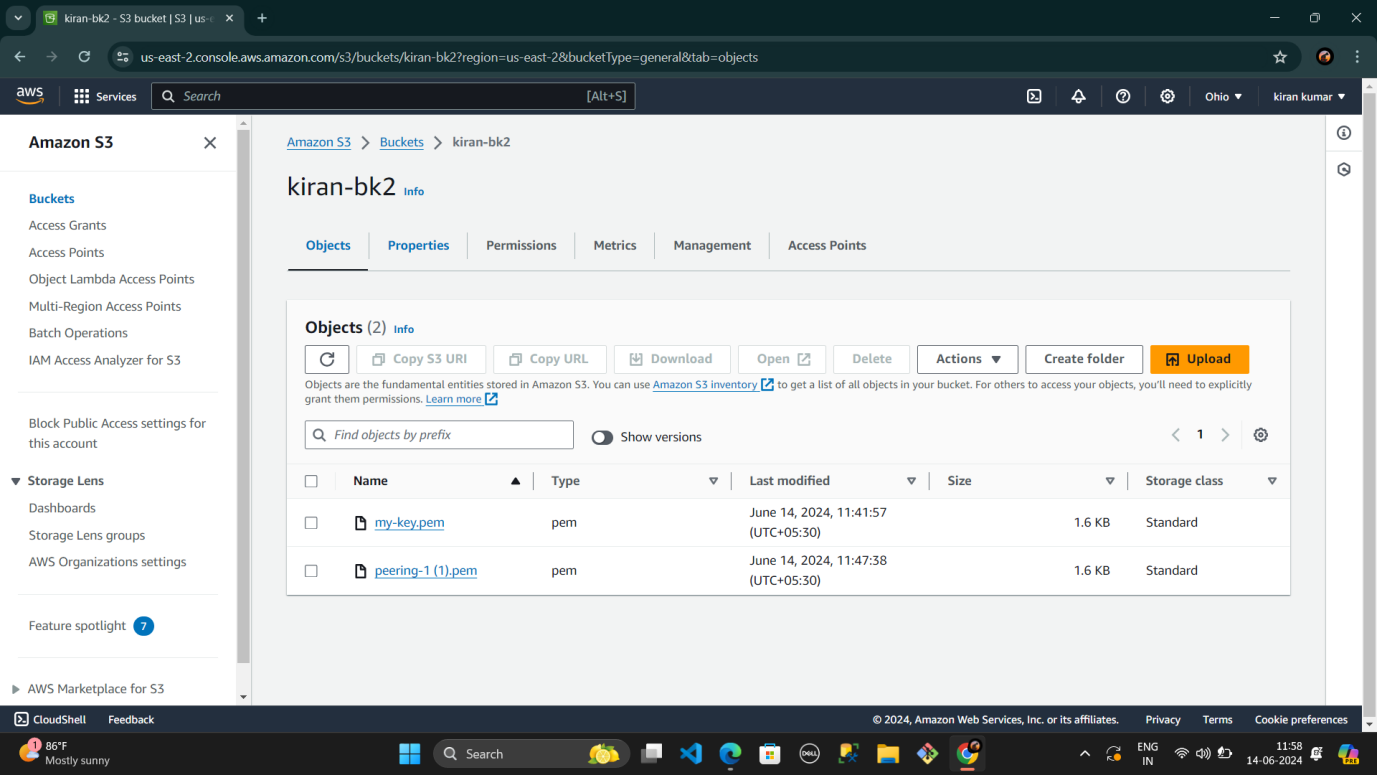 kiran-bk2 - S3 bucket | S3 | us-e
us-east-2.console.aws.amazon.com/s3/buckets/kiran-bk2?region=us-east-2&bucketType=general&tab=objects
aws
Services
Search
[Alt+S]
Ohio
kiran kumar
Amazon S3
Buckets
Access Grants
Access Points
Object Lambda Access Points
Multi-Region Access Points
Batch Operations
IAM Access Analyzer for S3
Block Public Access settings for
this account
Storage Lens
Dashboards
Storage Lens groups
AWS Organizations settings
Feature spotlight 7
AWS Marketplace for S3
Amazon S3 > Buckets > kiran-bk2
kiran-bk2 Info
Objects Properties Permissions Metrics Management Access Points
Objects (2) Info
Copy S3 URI Copy URL Download Open Delete Actions Create folder Upload
Objects are the fundamental entities stored in Amazon S3. You can use Amazon S3 inventory to get a list of all objects in your bucket. For others to access your objects, you'll need to explicitly
grant them permissions. Learn more
Find objects by prefix
Show versions
1
Name Type Last modified Size Storage class
my-key.pem pem June 14, 2024, 11:41:57 (UTC+05:30) 1.6 KB Standard
peering-1 (1).pem pem June 14, 2024, 11:47:38 (UTC+05:30) 1.6 KB Standard
CloudShell Feedback © 2024, Amazon Web Services, Inc. or its affiliates. Privacy Terms Cookie preferences
1
86°F
Mostly sunny
Search
DELL
PRE
ENG
IN
11:58
14-06-2024